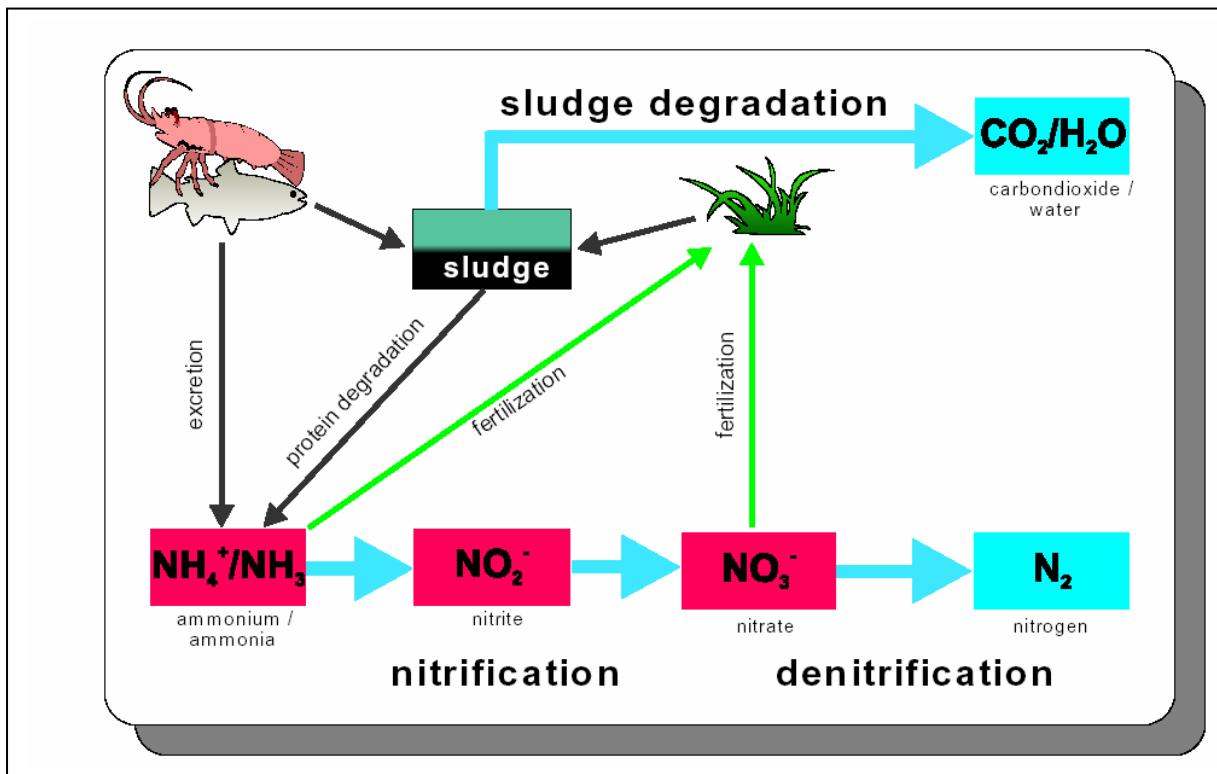 sludge degradation
CO₂/H₂O
carbondioxide /
water
sludge
excretion
protein degradation
fertilization
fertilization
NH₄⁺/NH₃
ammonium /
ammonia
NO₂⁻
nitrite
NO₃⁻
nitrate
N₂
nitrogen
nitrification
denitrification